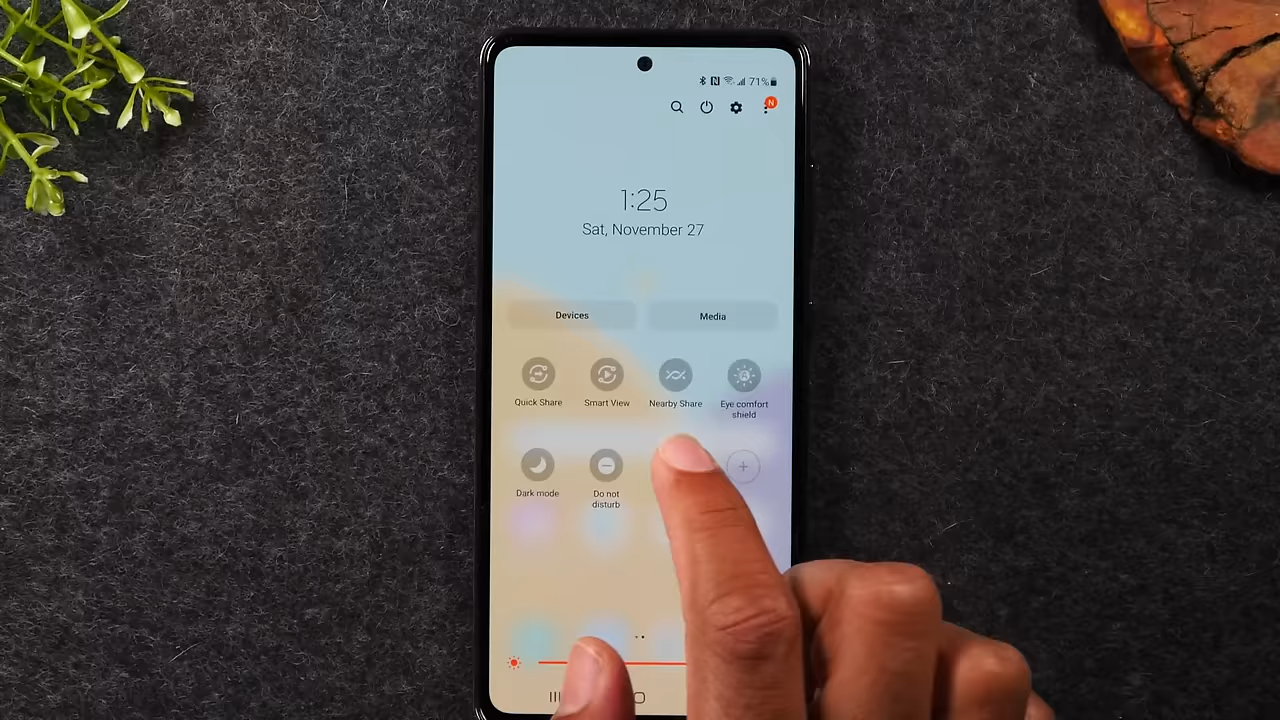 71%
N
1:25
Sat, November 27
Devices
Media
Quick Share
Smart View
Nearby Share
Eye comfort
shield
Dark mode
Do not
disturb